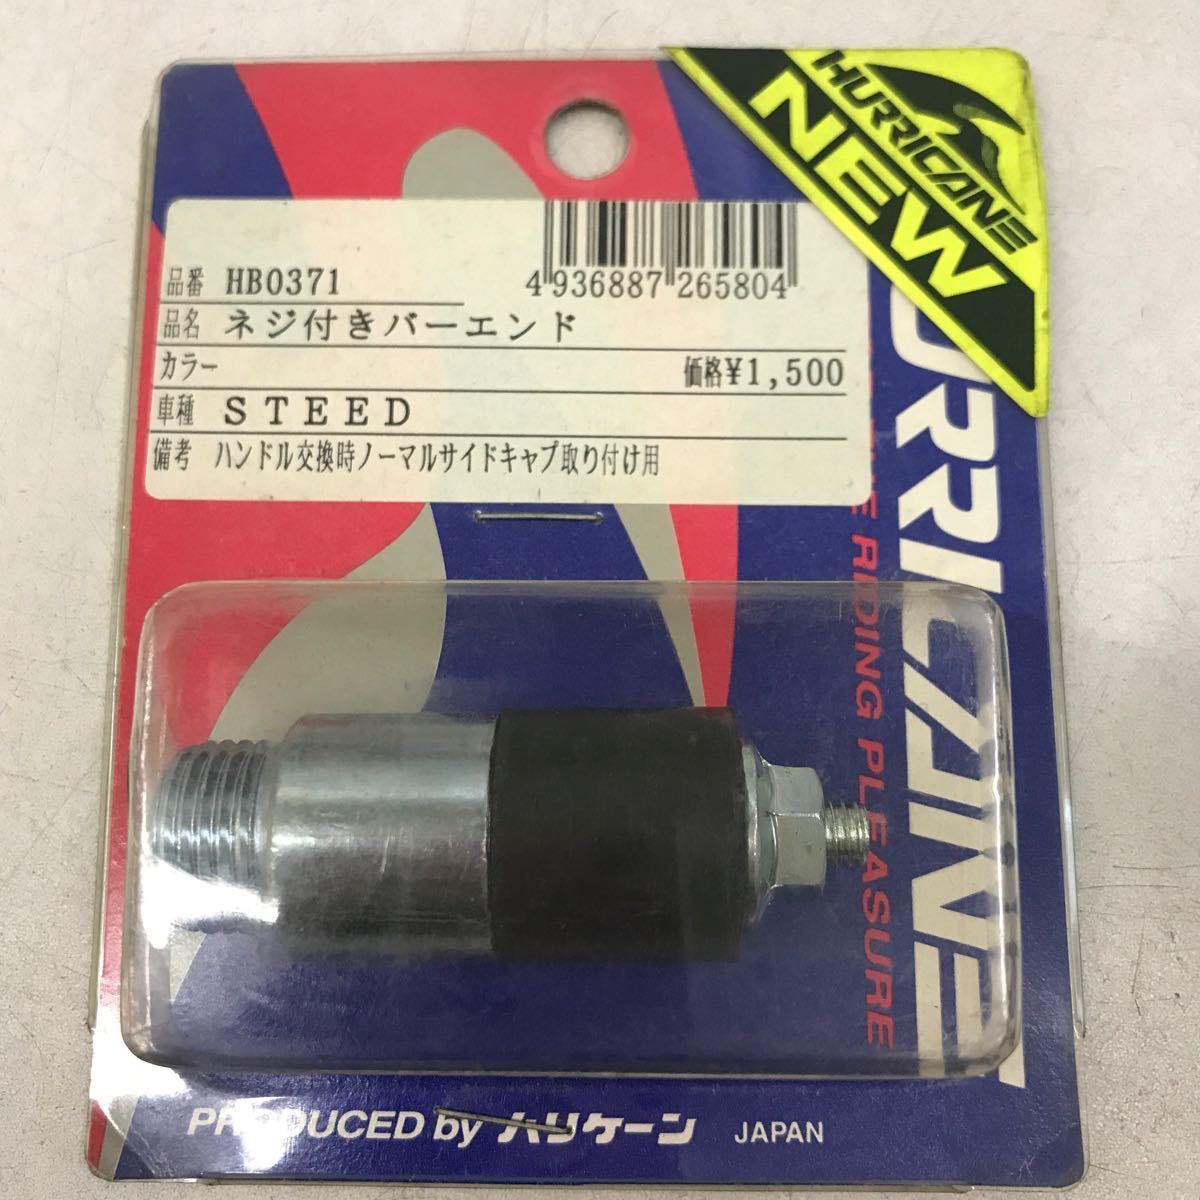 HURRICANE
NEW
品番 HB0371
4 936887 265804
品名 ネジ付きバーエンド
カラー 価格¥1,500
車種 STEED
備考 ハンドル交換時ノーマルサイドキャプ取り付け用
URRICANE
RIDING PLEASURE
PRODUCED by ハリケーン JAPAN